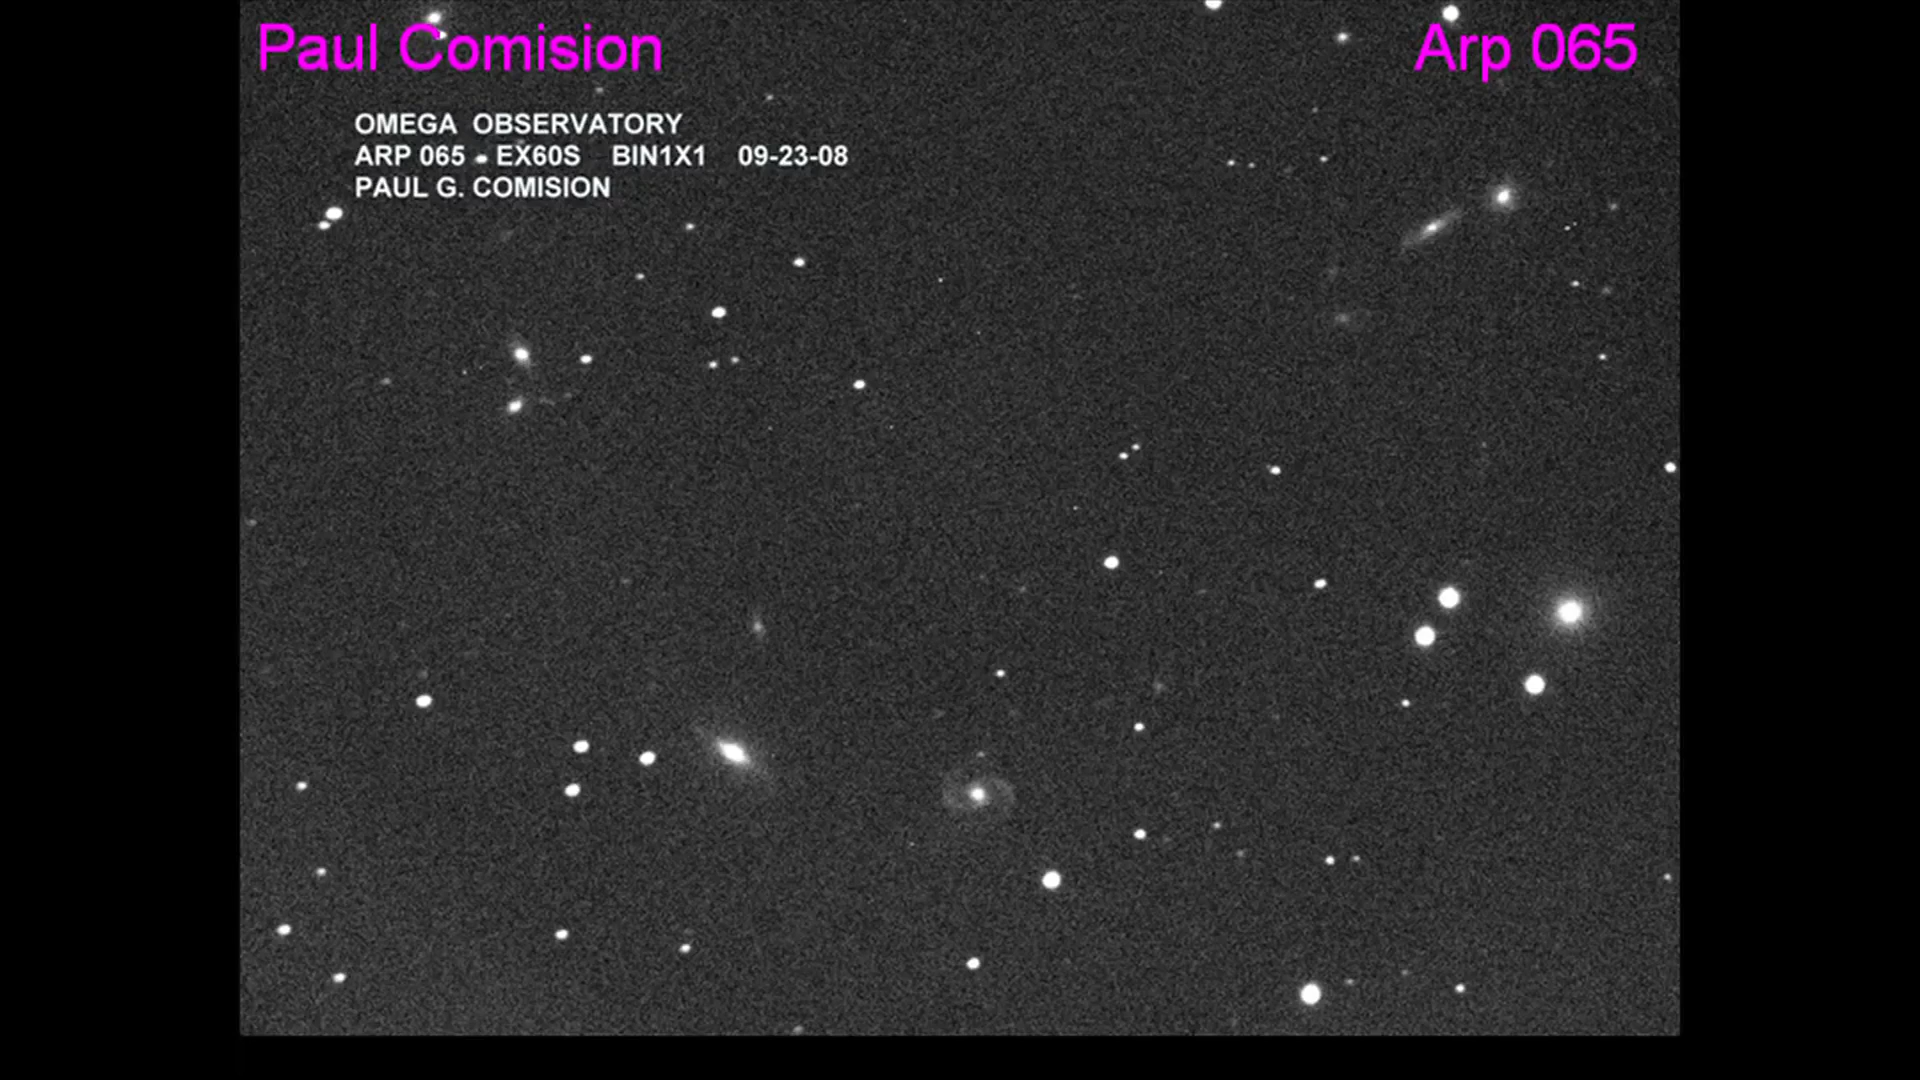 Paul Comision
Arp 065
OMEGA OBSERVATORY
ARP 065 - EX60S BIN1X1 09-23-08
PAUL G. COMISION